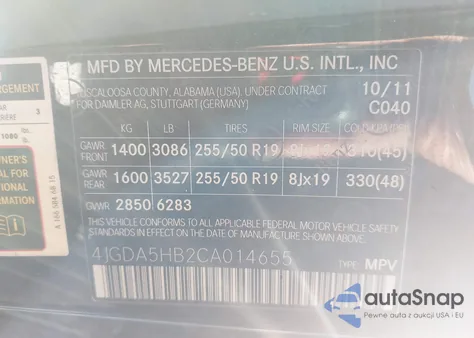 MFD BY MERCEDES-BENZ U.S. INTL., INC
TUSCALOOSA COUNTY, ALABAMA (USA), UNDER CONTRACT
FOR DAIMLER AG, STUTTGART (GERMANY)
10/11
C040
KG LB TIRES RIM SIZE
GAWR FRONT 1400 3086 255/50 R19 340(45)
GAWR REAR 1600 3527 255/50 R19 8Jx19 330(48)
GVWR 2850 6283
THIS VEHICLE CONFORMS TO ALL APPLICABLE FEDERAL MOTOR VEHICLE
STANDARDS IN EFFECT ON THE DATE OF MANUFACTURE SHOWN ABOVE.
4JGDA5HB2CA014655
TYPE: MPV
3
autoSnap
Pewne auta z aukcji USA i EU